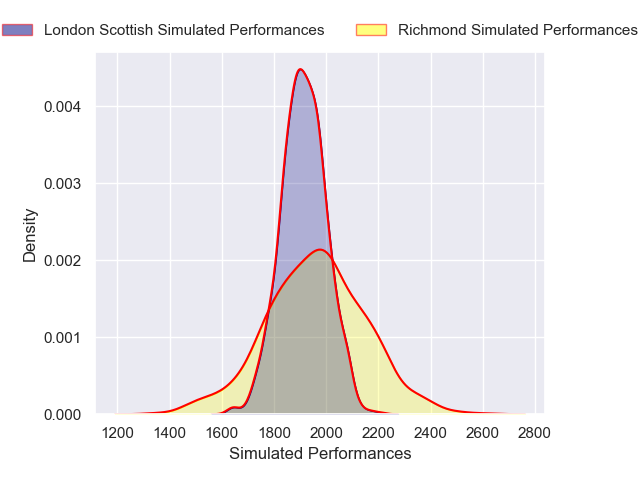 London Scottish Simulated Performances
Richmond Simulated Performances
0.004
0.003
0.002
0.001
0.000
Density
1200 1400 1600 1800 2000 2200 2400 2600 2800
Simulated Performances